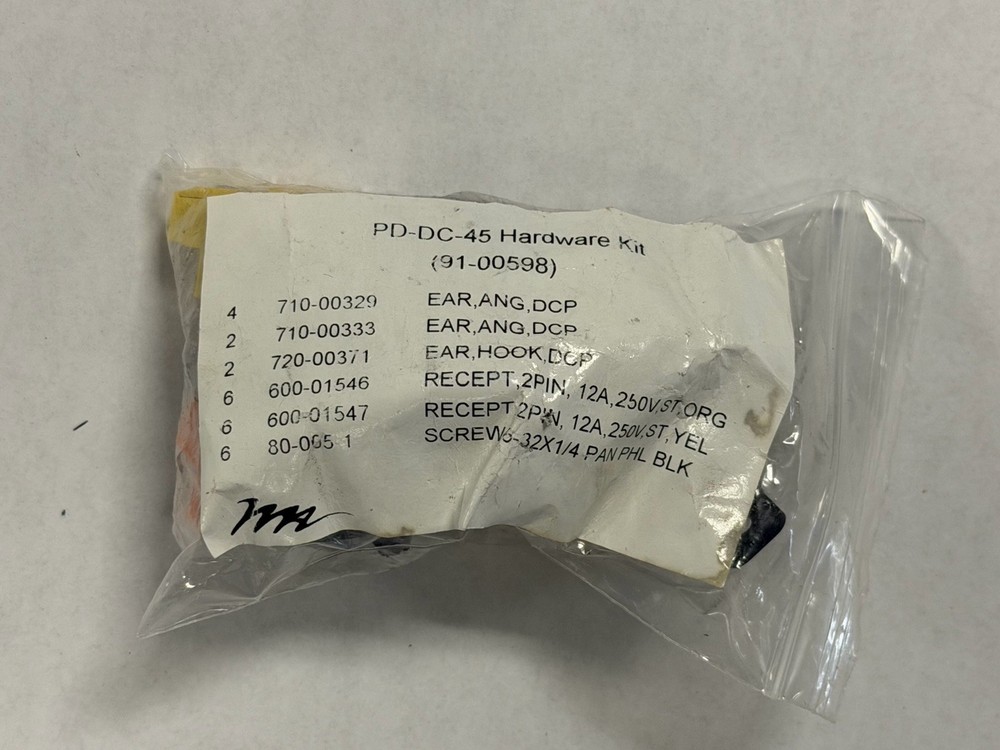 PD-DC-45 Hardware Kit
(91-00598)
4 710-00329 EAR,ANG,DCP
2 710-00333 EAR,ANG,DCP
2 720-00371 EAR,HOOK,DCP
6 600-01546 RECEPT,2PIN, 12A,250V,ST,ORG
6 600-01547 RECEPT,2PIN, 12A,250V,ST,YEL
6 SCREW6-32X1/4 PAN PHL BLK